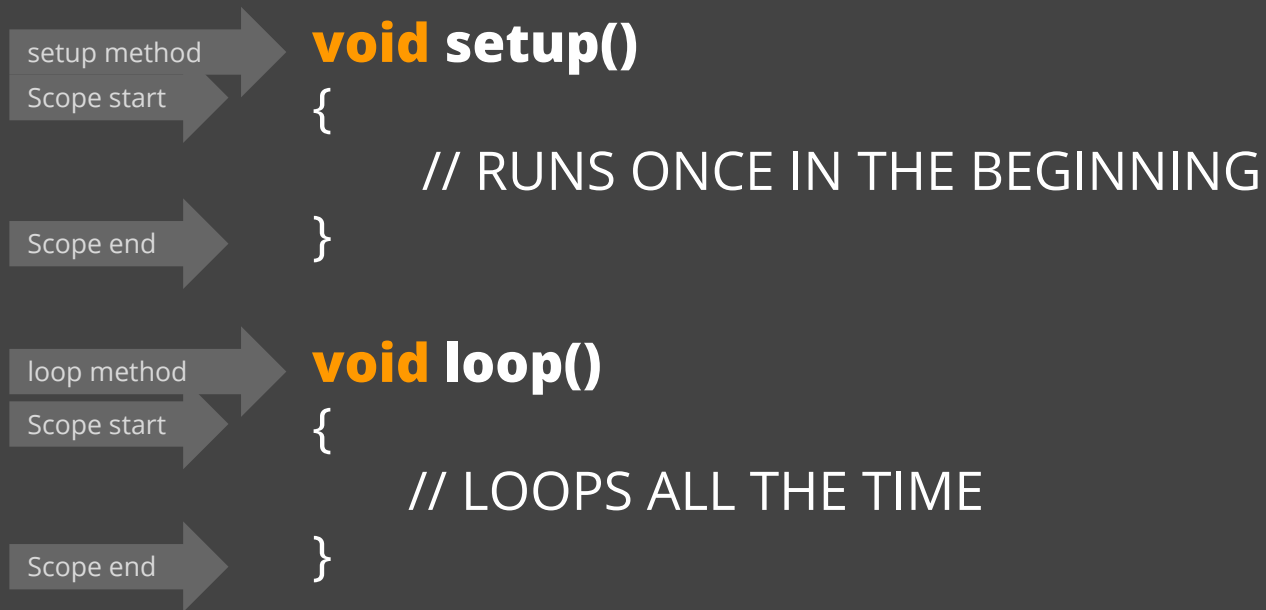 setup method
void setup()
Scope start
{
// RUNS ONCE IN THE BEGINNING
Scope end
}
loop method
void loop()
Scope start
{
// LOOPS ALL THE TIME
Scope end
}